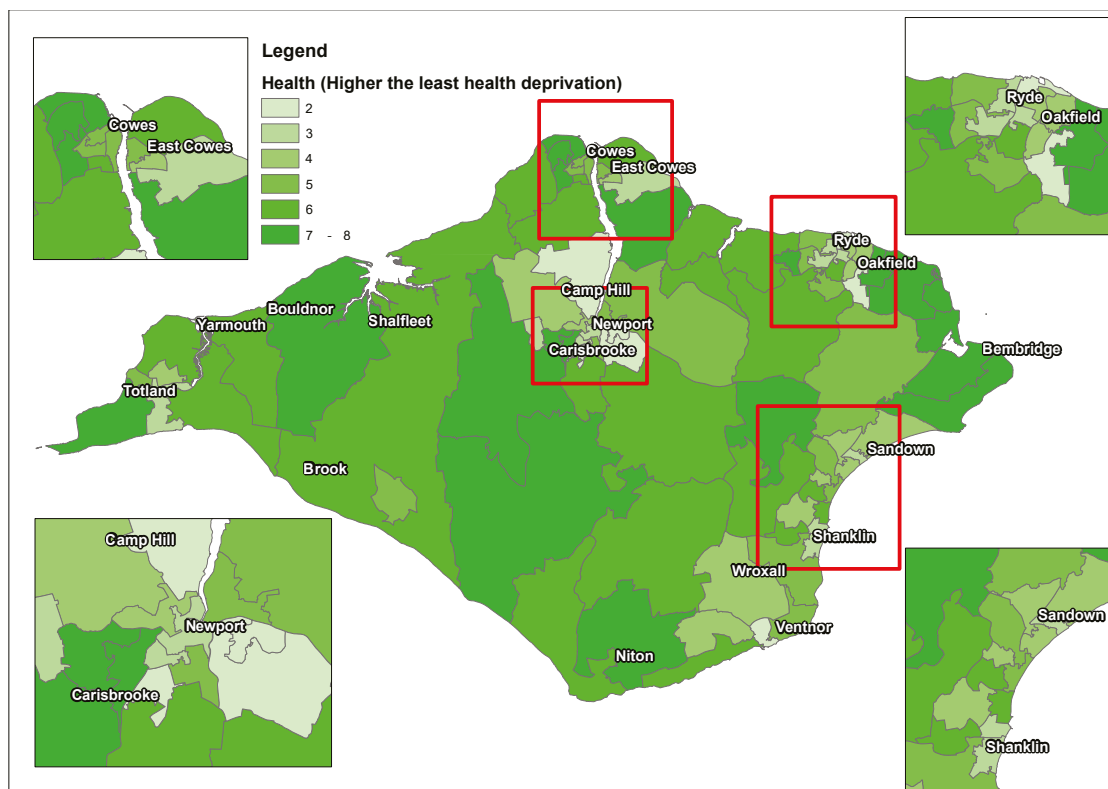 Legend
Health (Higher the least health deprivation)
2
3
4
5
6
7 - 8
Cowes
East Cowes
Ryde
Oakfield
Cowes
East Cowes
Ryde
Oakfield
Camp Hill
Bouldnor
Shalfleet
Yarmouth
Newport
Carisbrooke
Bembridge
Totland
Sandown
Brook
Shanklin
Wroxall
Ventnor
Niton
Camp Hill
Newport
Carisbrooke
Sandown
Shanklin